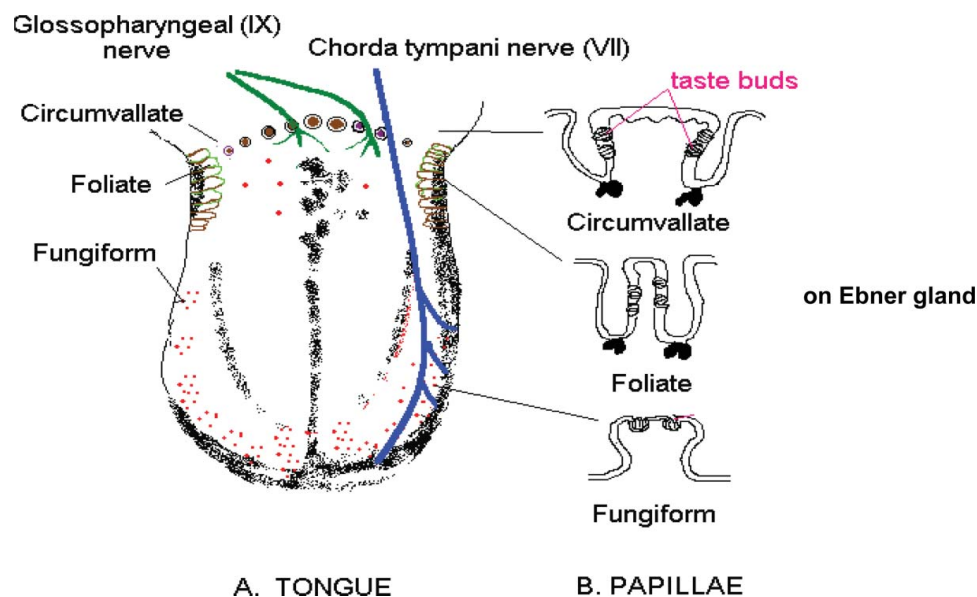 Glossopharyngeal (IX)
nerve
Chorda tympani nerve (VII)
taste buds
Circumvallate
Foliate
Fungiform
Circumvallate
on Ebner gland
Foliate
Fungiform
A. TONGUE
B. PAPILLAE